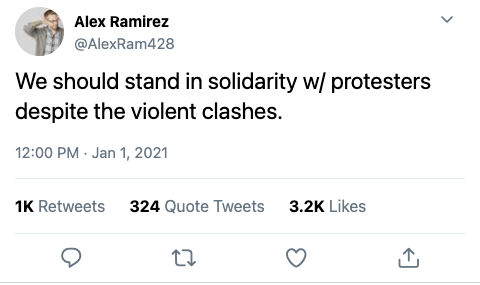 Alex Ramirez
@AlexRam428
We should stand in solidarity w/ protesters
despite the violent clashes.
12:00 PM · Jan 1, 2021
1K Retweets 324 Quote Tweets 3.2K Likes